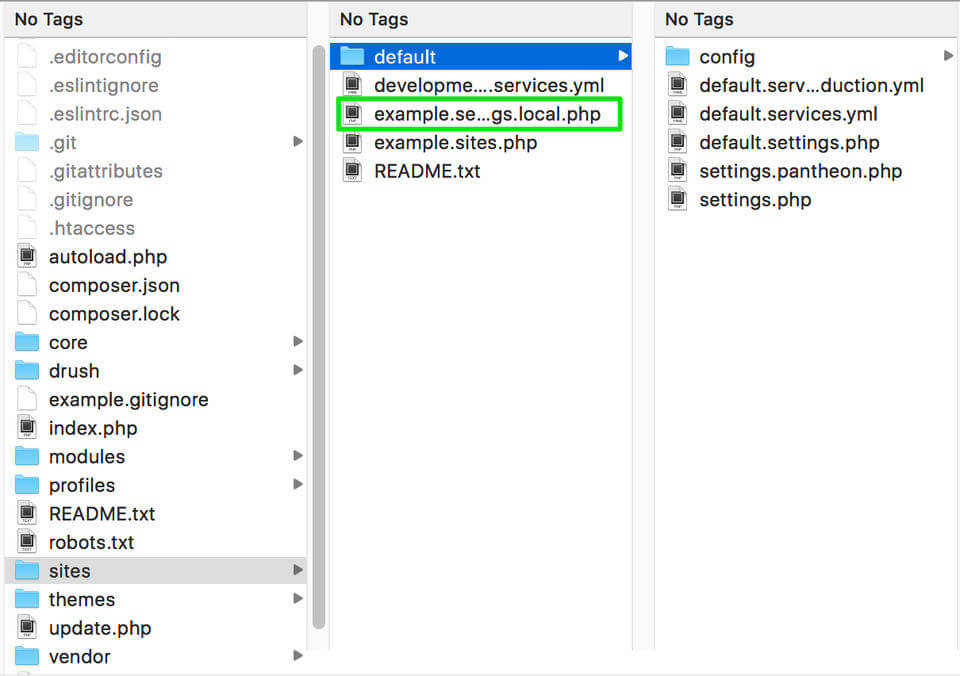 No Tags
.editorconfig
.eslintignore
.eslintrc.json
.git
.gitattributes
.gitignore
.htaccess
autoload.php
composer.json
composer.lock
core
drush
example.gitignore
index.php
modules
profiles
README.txt
robots.txt
sites
themes
update.php
vendor
No Tags
default
developme....services.yml
example.se...gs.local.php
example.sites.php
README.txt
No Tags
config
default.serv...duction.yml
default.services.yml
default.settings.php
settings.pantheon.php
settings.php